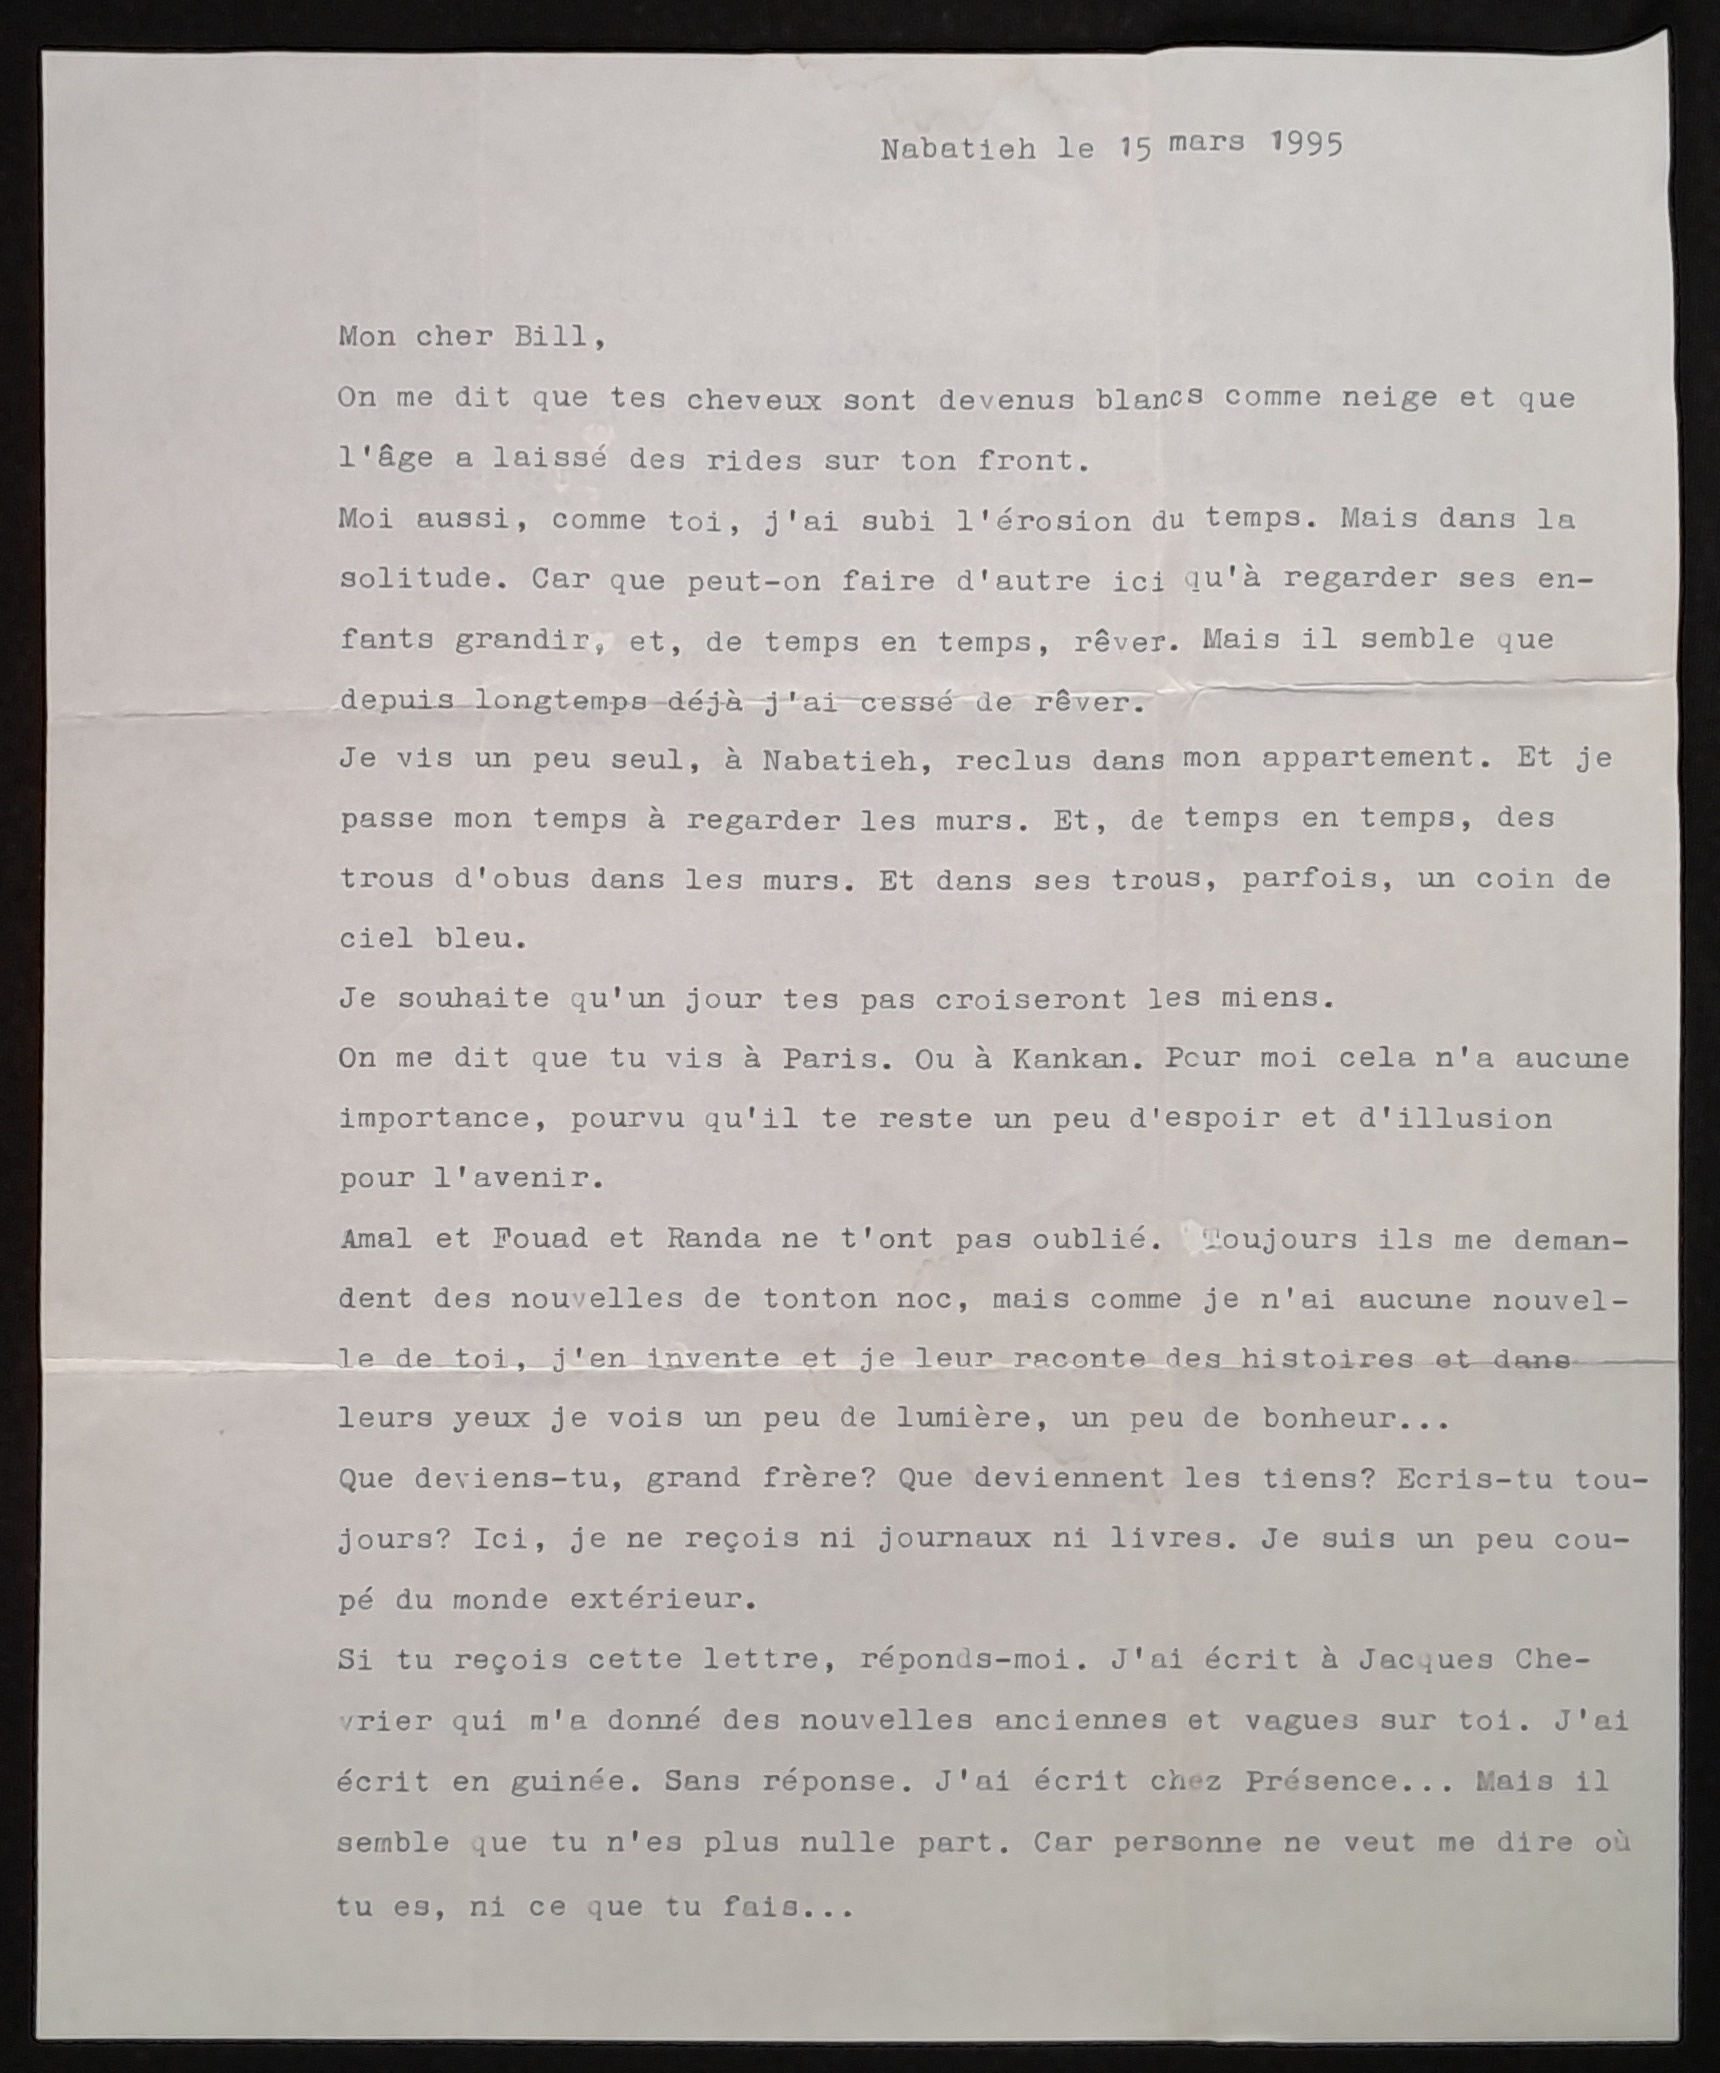 Nabatieh le 15 mars 1995
Mon cher Bill,
On me dit que tes cheveux sont devenus blancs comme neige et que
l'âge a laissé des rides sur ton front.
Moi aussi, comme toi, j'ai subi l'érosion du temps. Mais dans la
solitude. Car que peut-on faire d'autre ici qu'à regarder ses en-
fants grandir, et, de temps en temps, rêver. Mais il semble que
depuis longtemps déjà j'ai cessé de rêver.
Je vis un peu seul, à Nabatieh, reclus dans mon appartement. Et je
passe mon temps à regarder les murs. Et, de temps en temps, des
trous d'obus dans les murs. Et dans ses trous, parfois, un coin de
ciel bleu.
Je souhaite qu'un jour tes pas croiseront les miens.
On me dit que tu vis à Paris. Ou à Kankan. Pour moi cela n'a aucune
importance, pourvu qu'il te reste un peu d'espoir et d'illusion
pour l'avenir.
Amal et Fouad et Randa ne t'ont pas oublié. Toujours ils me deman-
dent des nouvelles de tonton noc, mais comme je n'ai aucune nouvel-
le de toi, j'en invente et je leur raconte des histoires et dans
leurs yeux je vois un peu de lumière, un peu de bonheur...
Que deviens-tu, grand frère? Que deviennent les tiens? Ecris-tu tou-
jours? Ici, je ne reçois ni journaux ni livres. Je suis un peu cou-
pé du monde extérieur.
Si tu reçois cette lettre, réponds-moi. J'ai écrit à Jacques Che-
vrier qui m'a donné des nouvelles anciennes et vagues sur toi. J'ai
écrit en guinée. Sans réponse. J'ai écrit chez Présence... Mais il
semble que tu n'es plus nulle part. Car personne ne veut me dire où
tu es, ni ce que tu fais...